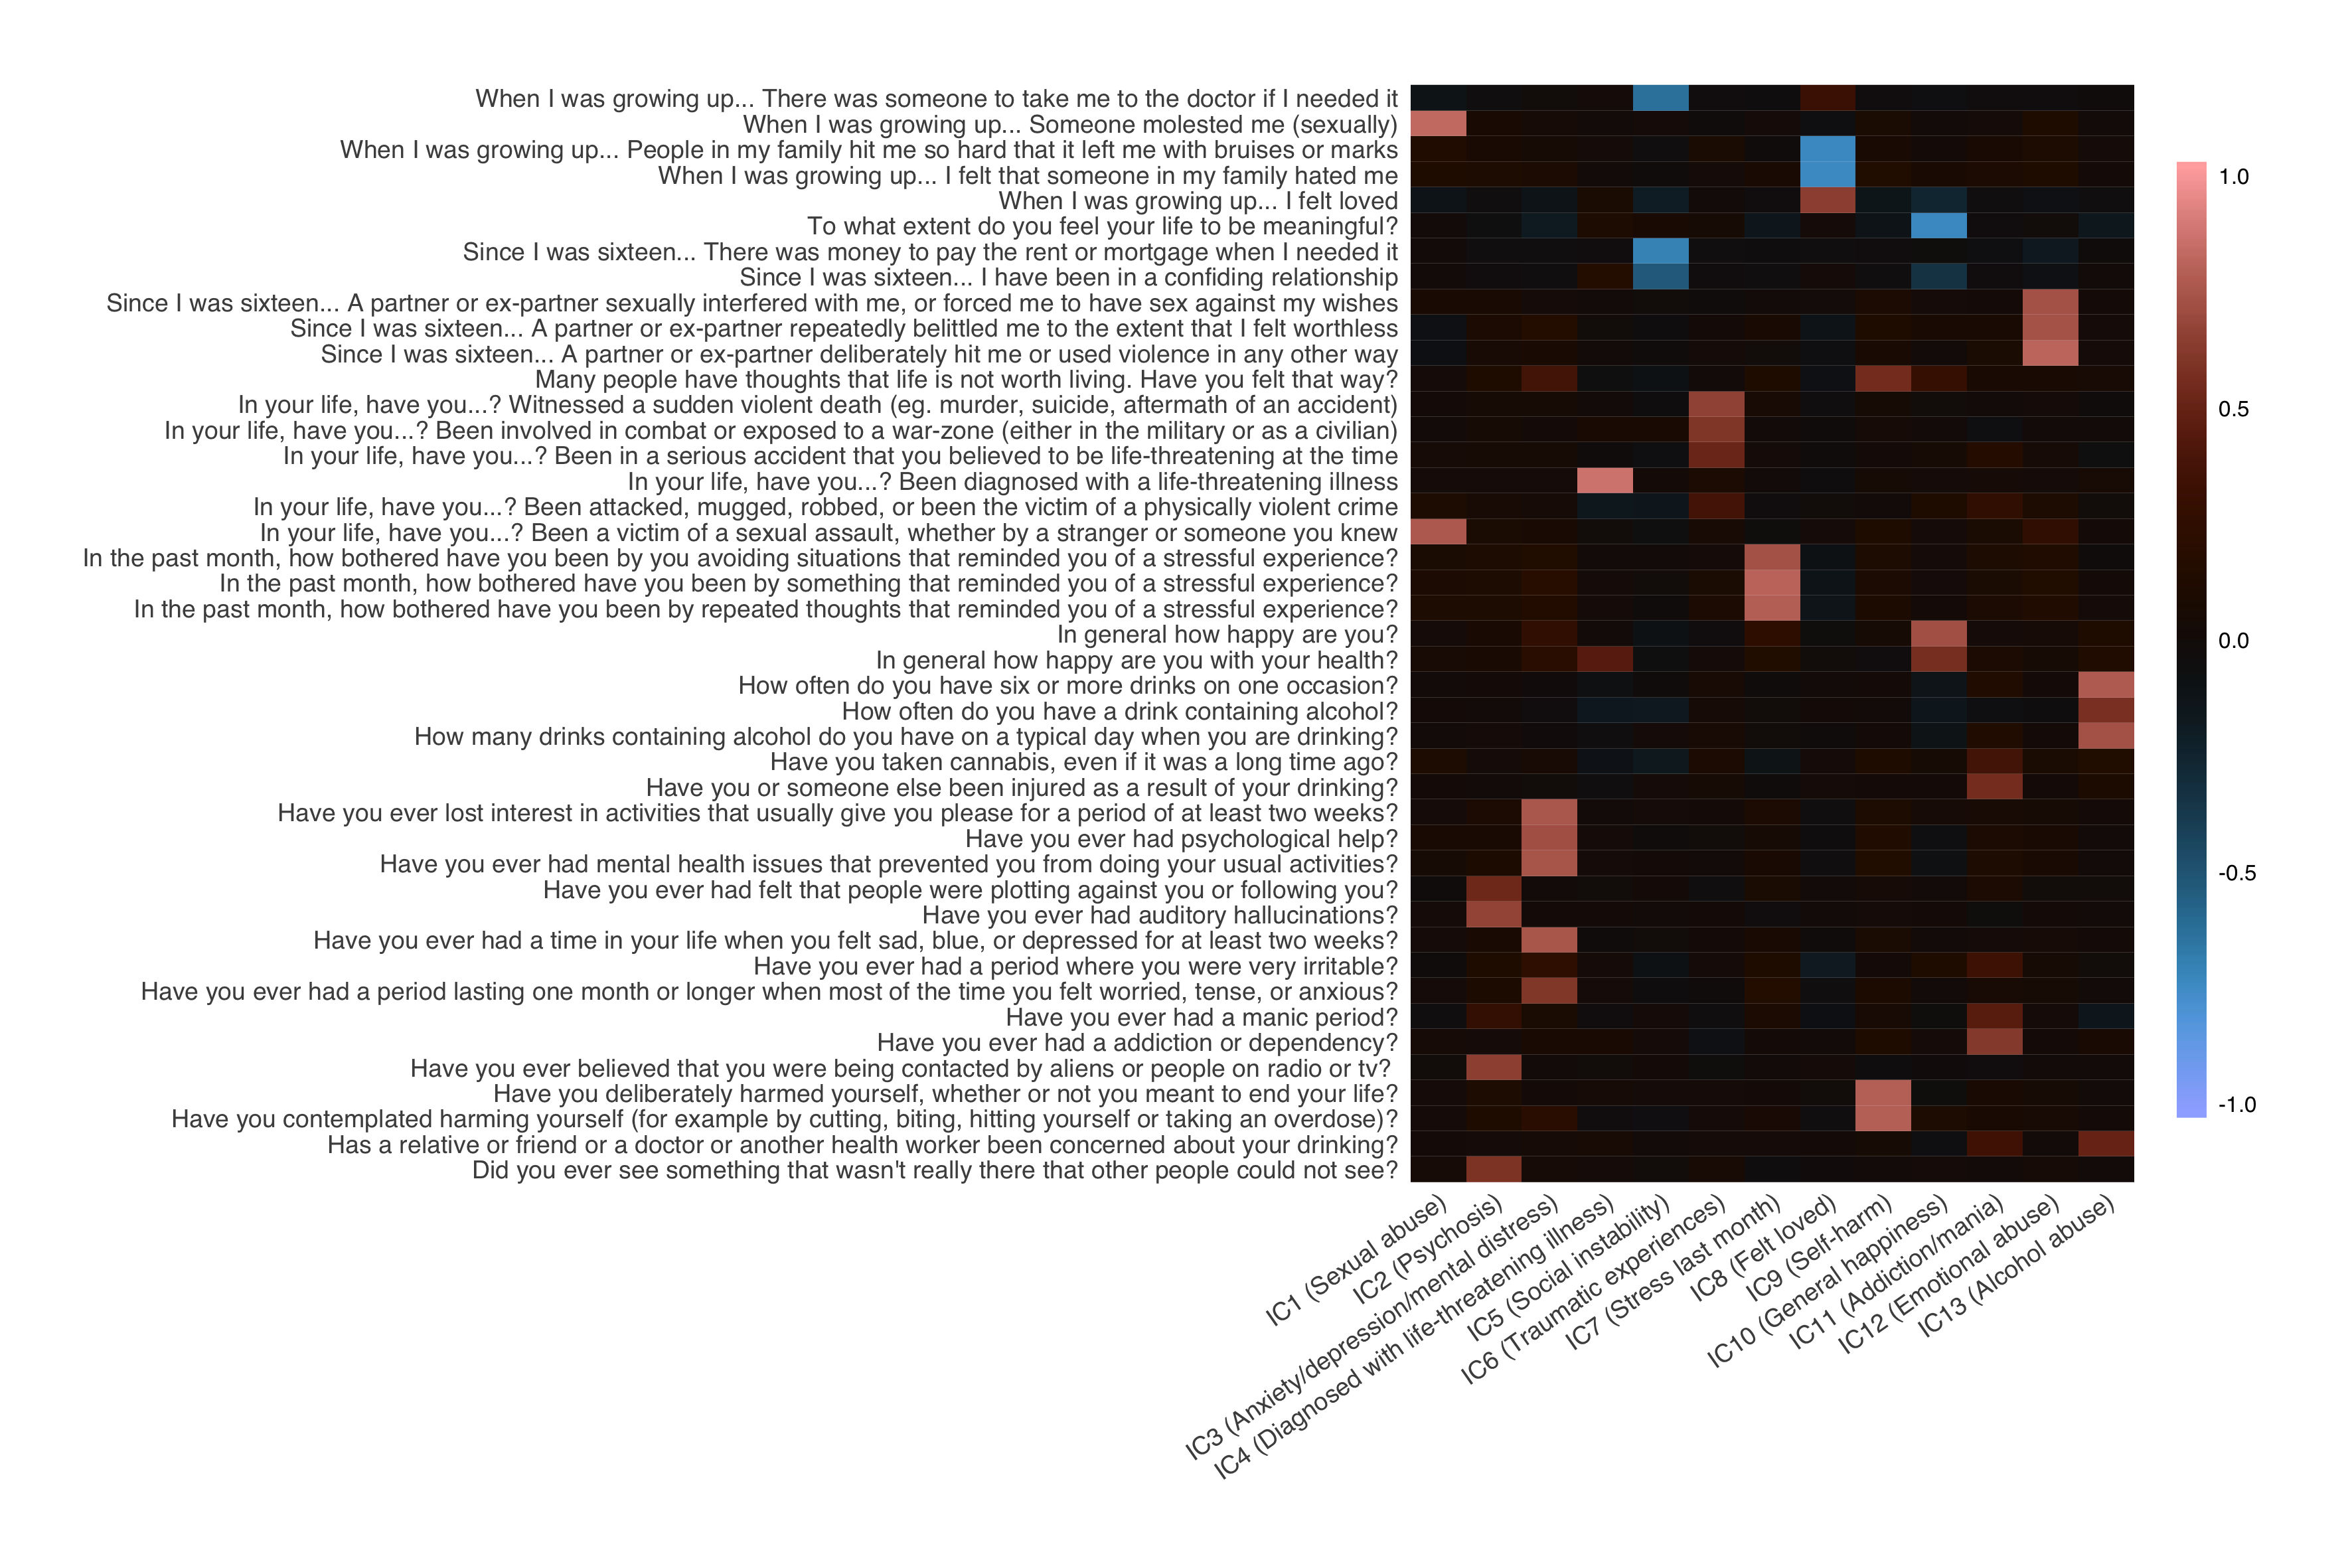 When I was growing up... There was someone to take me to the doctor if I needed it
When I was growing up... Someone molested me (sexually)
When I was growing up... People in my family hit me so hard that it left me with bruises or marks
When I was growing up... I felt that someone in my family hated me
When I was growing up... I felt loved
To what extent do you feel your life to be meaningful?
Since I was sixteen... There was money to pay the rent or mortgage when I needed it
Since I was sixteen... I have been in a confiding relationship
Since I was sixteen... A partner or ex-partner sexually interfered with me, or forced me to have sex against my wishes
Since I was sixteen... A partner or ex-partner repeatedly belittled me to the extent that I felt worthless
Since I was sixteen... A partner or ex-partner deliberately hit me or used violence in any other way
Many people have thoughts that life is not worth living. Have you felt that way?
In your life, have you...? Witnessed a sudden violent death (eg. murder, suicide, aftermath of an accident)
In your life, have you...? Been involved in combat or exposed to a war-zone (either in the military or as a civilian)
In your life, have you...? Been in a serious accident that you believed to be life-threatening at the time
In your life, have you...? Been diagnosed with a life-threatening illness
In your life, have you...? Been attacked, mugged, robbed, or been the victim of a physically violent crime
In your life, have you...? Been a victim of a sexual assault, whether by a stranger or someone you knew
In the past month, how bothered have you been by you avoiding situations that reminded you of a stressful experience?
In the past month, how bothered have you been by something that reminded you of a stressful experience?
In the past month, how bothered have you been by repeated thoughts that reminded you of a stressful experience?
In general how happy are you?
In general how happy are you with your health?
How often do you have six or more drinks on one occasion?
How often do you have a drink containing alcohol?
How many drinks containing alcohol do you have on a typical day when you are drinking?
Have you taken cannabis, even if it was a long time ago?
Have you or someone else been injured as a result of your drinking?
Have you ever lost interest in activities that usually give you please for a period of at least two weeks?
Have you ever had psychological help?
Have you ever had mental health issues that prevented you from doing your usual activities?
Have you ever had felt that people were plotting against you or following you?
Have you ever had auditory hallucinations?
Have you ever had a time in your life when you felt sad, blue, or depressed for at least two weeks?
Have you ever had a period where you were very irritable?
Have you ever had a period lasting one month or longer when most of the time you felt worried, tense, or anxious?
Have you ever had a manic period?
Have you ever had a addiction or dependency?
Have you ever believed that you were being contacted by aliens or people on radio or tv?
Have you deliberately harmed yourself, whether or not you meant to end your life?
Have you contemplated harming yourself (for example by cutting, biting, hitting yourself or taking an overdose)?
Has a relative or friend or a doctor or another health worker been concerned about your drinking?
Did you ever see something that wasn't really there that other people could not see?
IC1 (Sexual abuse)
IC2 (Psychosis)
IC3 (Anxiety/depression/mental distress)
IC4 (Diagnosed with life-threatening illness)
IC5 (Social instability)
IC6 (Traumatic experiences)
IC7 (Stress last month)
IC8 (Felt loved)
IC9 (Self-harm)
IC10 (General happiness)
IC11 (Addiction/mania)
IC12 (Emotional abuse)
IC13 (Alcohol abuse)
1.0
0.5
0.0
-0.5
-1.0